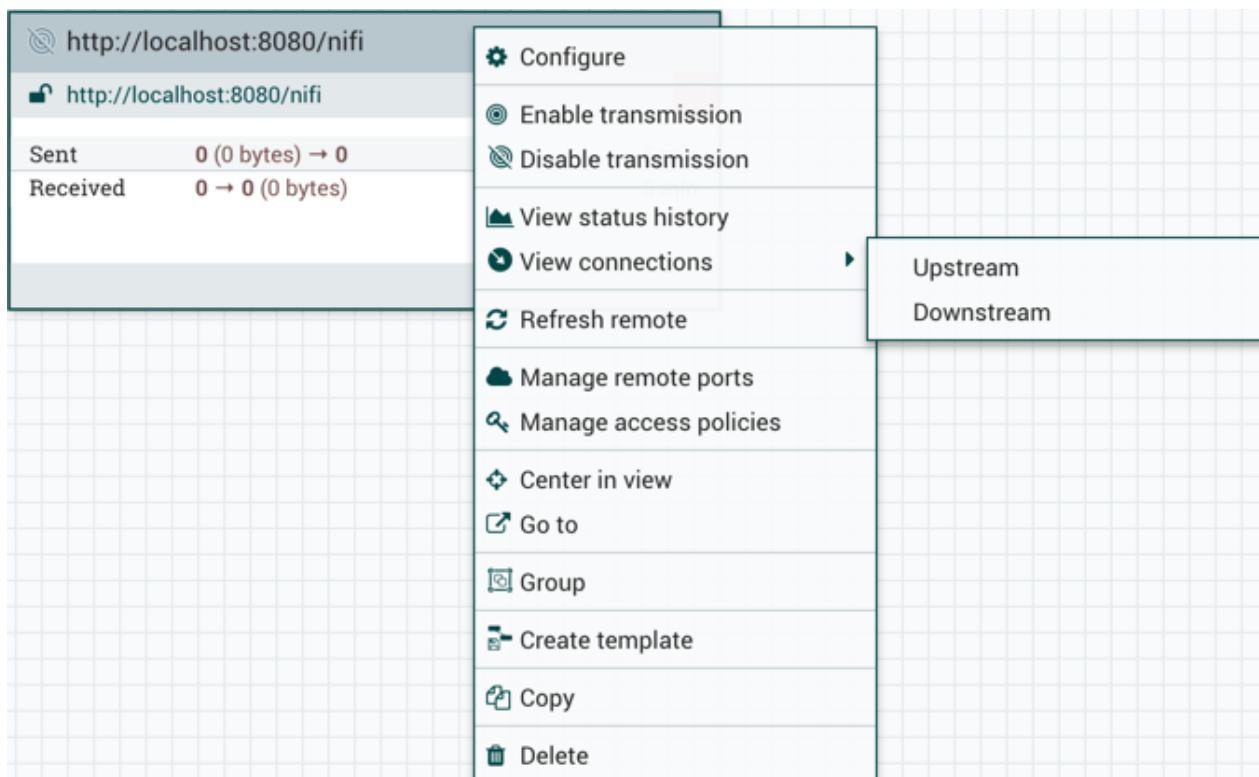 http://localhost:8080/nifi
http://localhost:8080/nifi
Sent 0 (0 bytes) → 0
Received 0 → 0 (0 bytes)
Configure
Enable transmission
Disable transmission
View status history
View connections
Upstream
Downstream
Refresh remote
Manage remote ports
Manage access policies
Center in view
Go to
Group
Create template
Copy
Delete